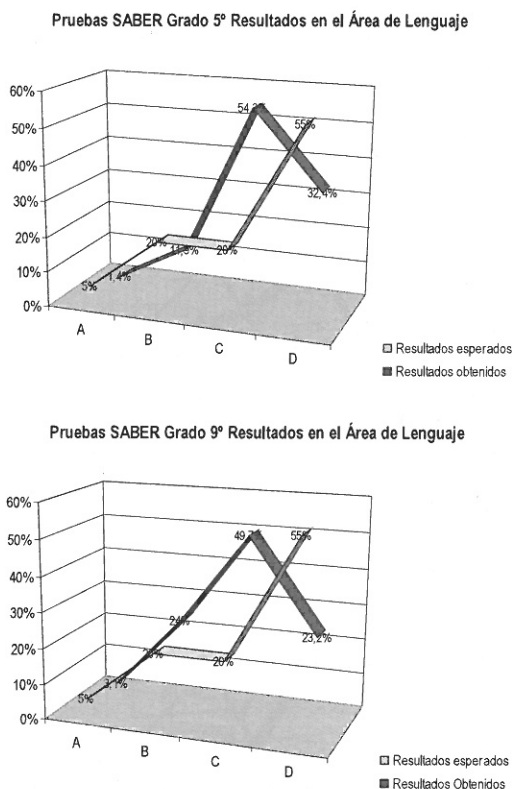 Pruebas SABER Grado 5º Resultados en el Área de Lenguaje
60%
50%
40%
30%
20%
10%
0%
5%
1,4%
20%
20%
55%
32,4%
A
B
C
D
Resultados esperados
Resultados obtenidos
Pruebas SABER Grado 9º Resultados en el Área de Lenguaje
60%
50%
40%
30%
20%
10%
0%
5%
3,1%
24%
20%
55%
23,2%
A
B
C
D
Resultados esperados
Resultados Obtenidos